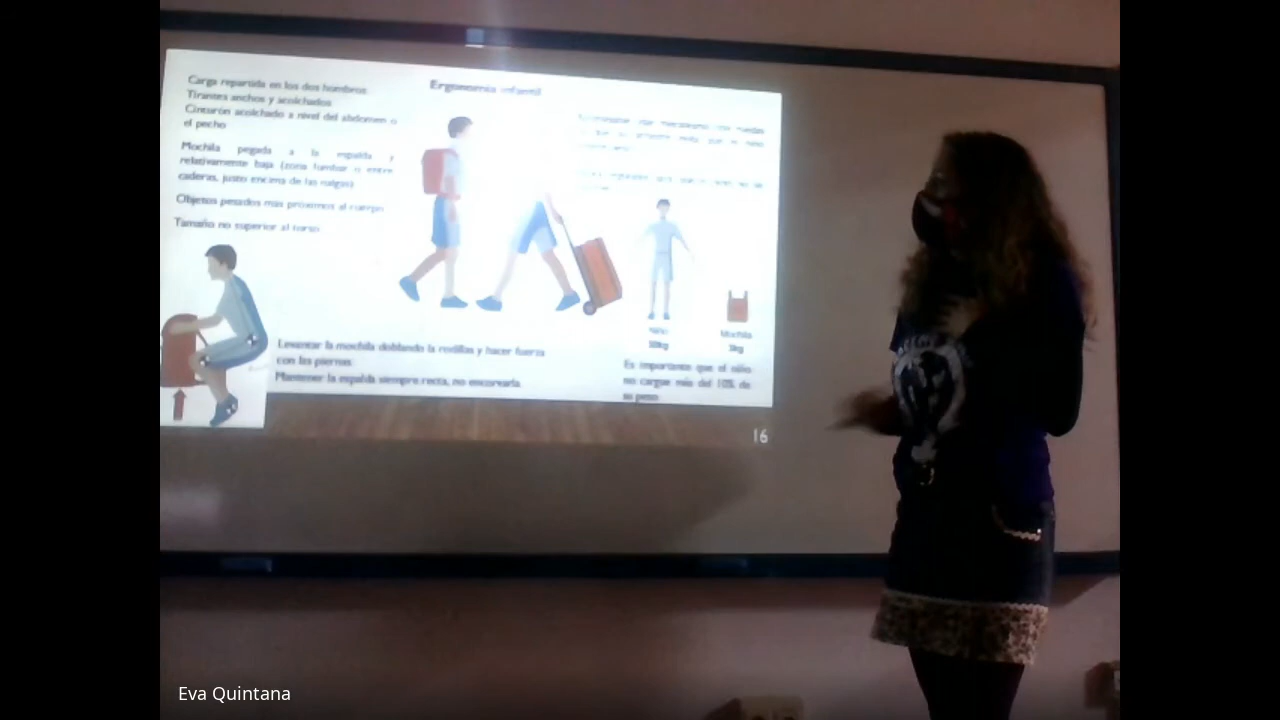 Ergonomía infantil
Carga repartida en los dos hombros
Tirantes anchos y acolchados
Cinturón acolchado a nivel del abdomen o
el pecho
Mochila pegada a la espalda y
relativamente baja (zona lumbar o entre
caderas, justo encima de las nalgas)
Objetos pesados más próximos al cuerpo
Tamaño no superior al torso
Niño
30kg
Mochila
3kg
Levantar la mochila doblando la rodillas y hacer fuerza
con las piernas
Mantener la espalda siempre recta, no encorvarla
Es importante que el niño
no cargue más del 10% de
su peso
16
Eva Quintana